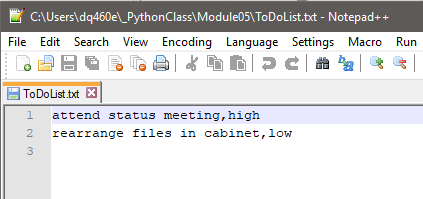 C:\Users\dq460e\_PythonClass\Module05\ToDoList.txt - Notepad++
File Edit Search View Encoding Language Settings Macro Run
ToDoList.txt
1 attend status meeting,high
2 rearrange files in cabinet,low
3